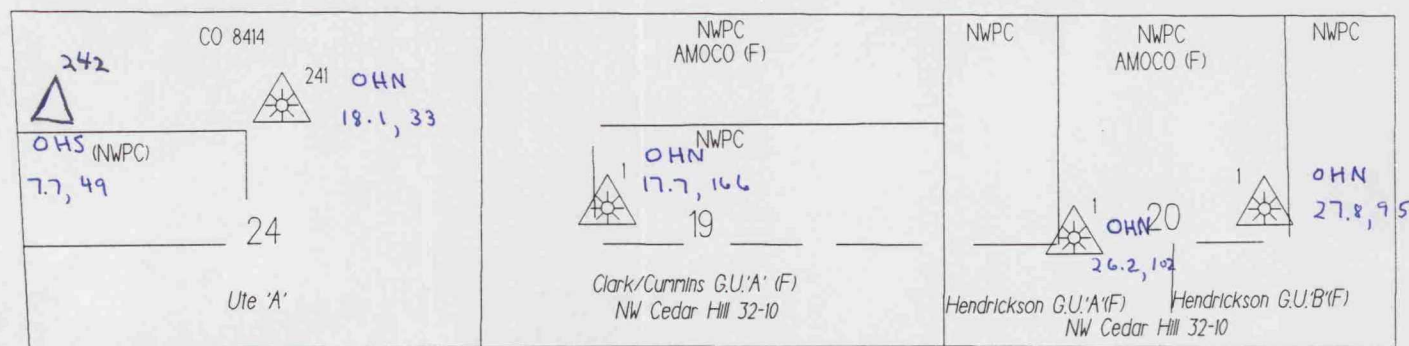 CO 8414
242
241
OHN
18.1, 33
OHS
(NWPC)
7.7, 49
24
Ute 'A'
NWPC
AMOCO (F)
NWPC
1
OHN
17.7, 166
19
Clark/Cummins G.U.'A' (F)
NW Cedar Hill 32-10
NWPC
NWPC
AMOCO (F)
NWPC
1
OHN
26.2, 102
20
1
OHN
27.8, 95
Hendrickson G.U.'A'(F)
Hendrickson G.U.'B'(F)
NW Cedar Hill 32-10